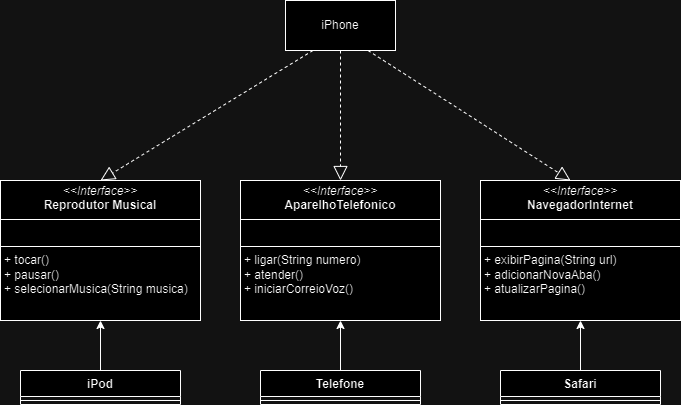 iPhone
<<Interface>>
Reprodutor Musical
+ tocar()
+ pausar()
+ selecionarMusica(String musica)
<<Interface>>
AparelhoTelefonico
+ ligar(String numero)
+ atender()
+ iniciarCorreioVoz()
<<Interface>>
NavegadorInternet
+ exibirPagina(String url)
+ adicionarNovaAba()
+ atualizarPagina()
iPod
Telefone
Safari